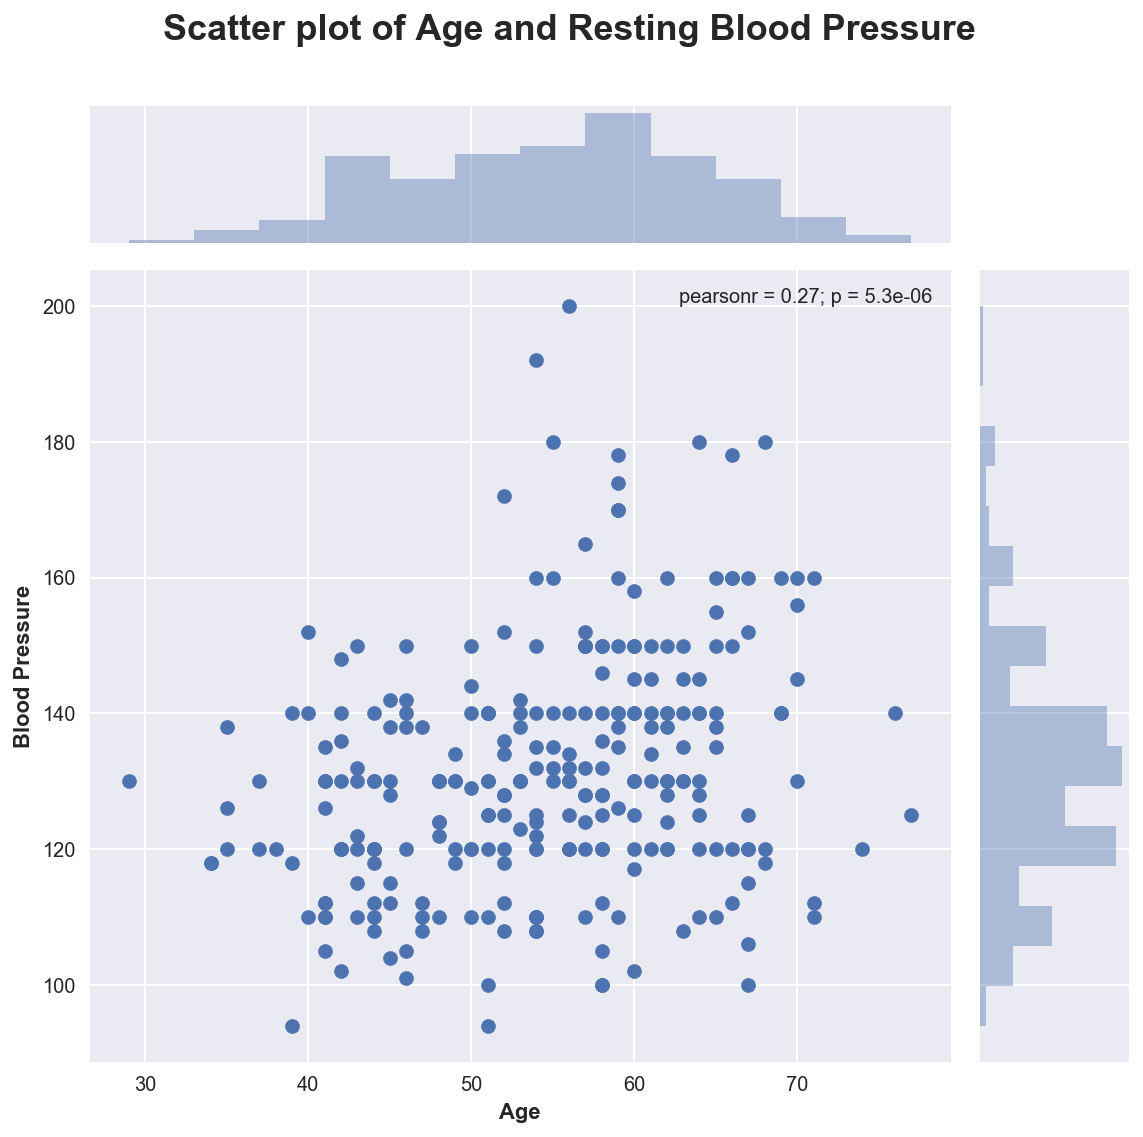 Scatter plot of Age and Resting Blood Pressure
pearsonr = 0.27; p = 5.3e-06
200
180
160
140
120
100
Blood Pressure
30 40 50 60 70
Age